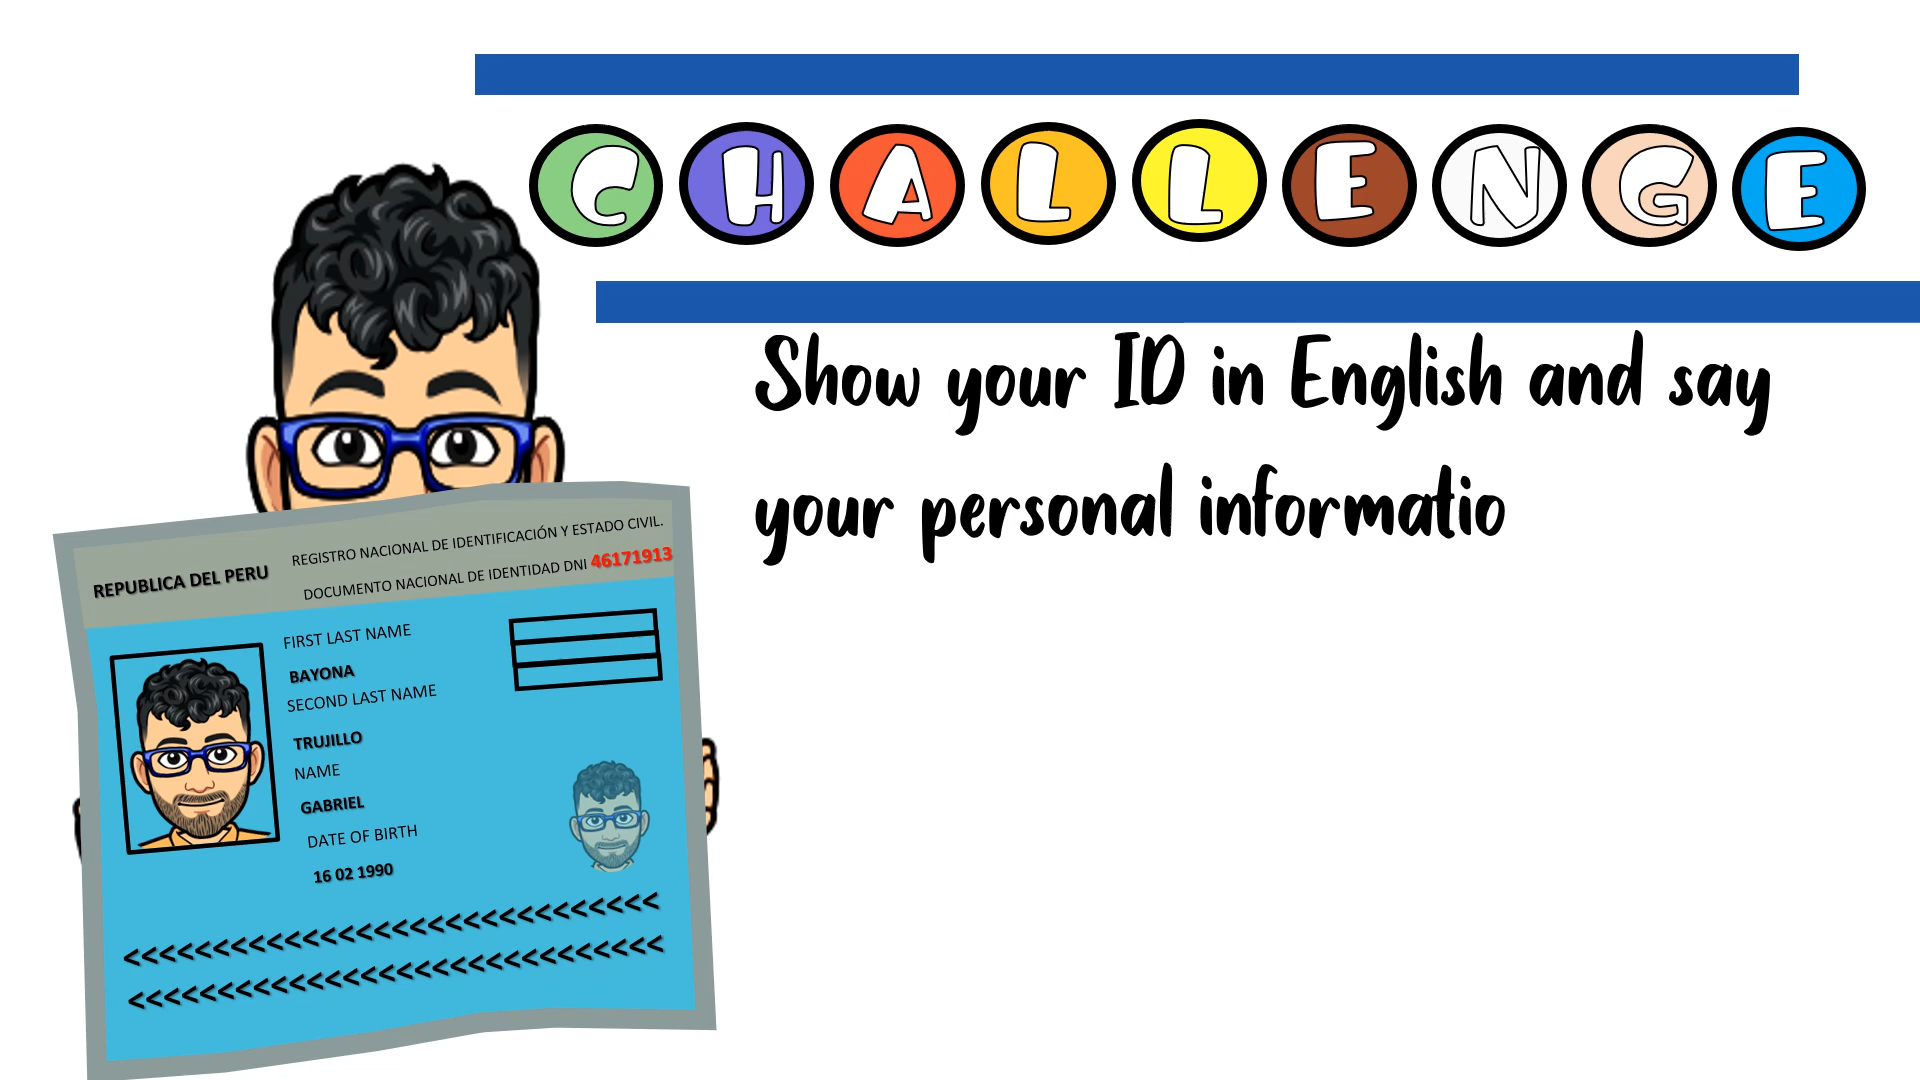 CHALLENGE
Show your ID in English and say
your personal informatio
REPUBLICA DEL PERU
REGISTRO NACIONAL DE IDENTIFICACIÓN Y ESTADO CIVIL.
DOCUMENTO NACIONAL DE IDENTIDAD DNI 46171913
FIRST LAST NAME
BAYONA
SECOND LAST NAME
TRUJILLO
NAME
GABRIEL
DATE OF BIRTH
16 02 1990
<<<<<<<<<<<<<<<<<<<<<<<<<<<<<<
<<<<<<<<<<<<<<<<<<<<<<<<<<<<<<